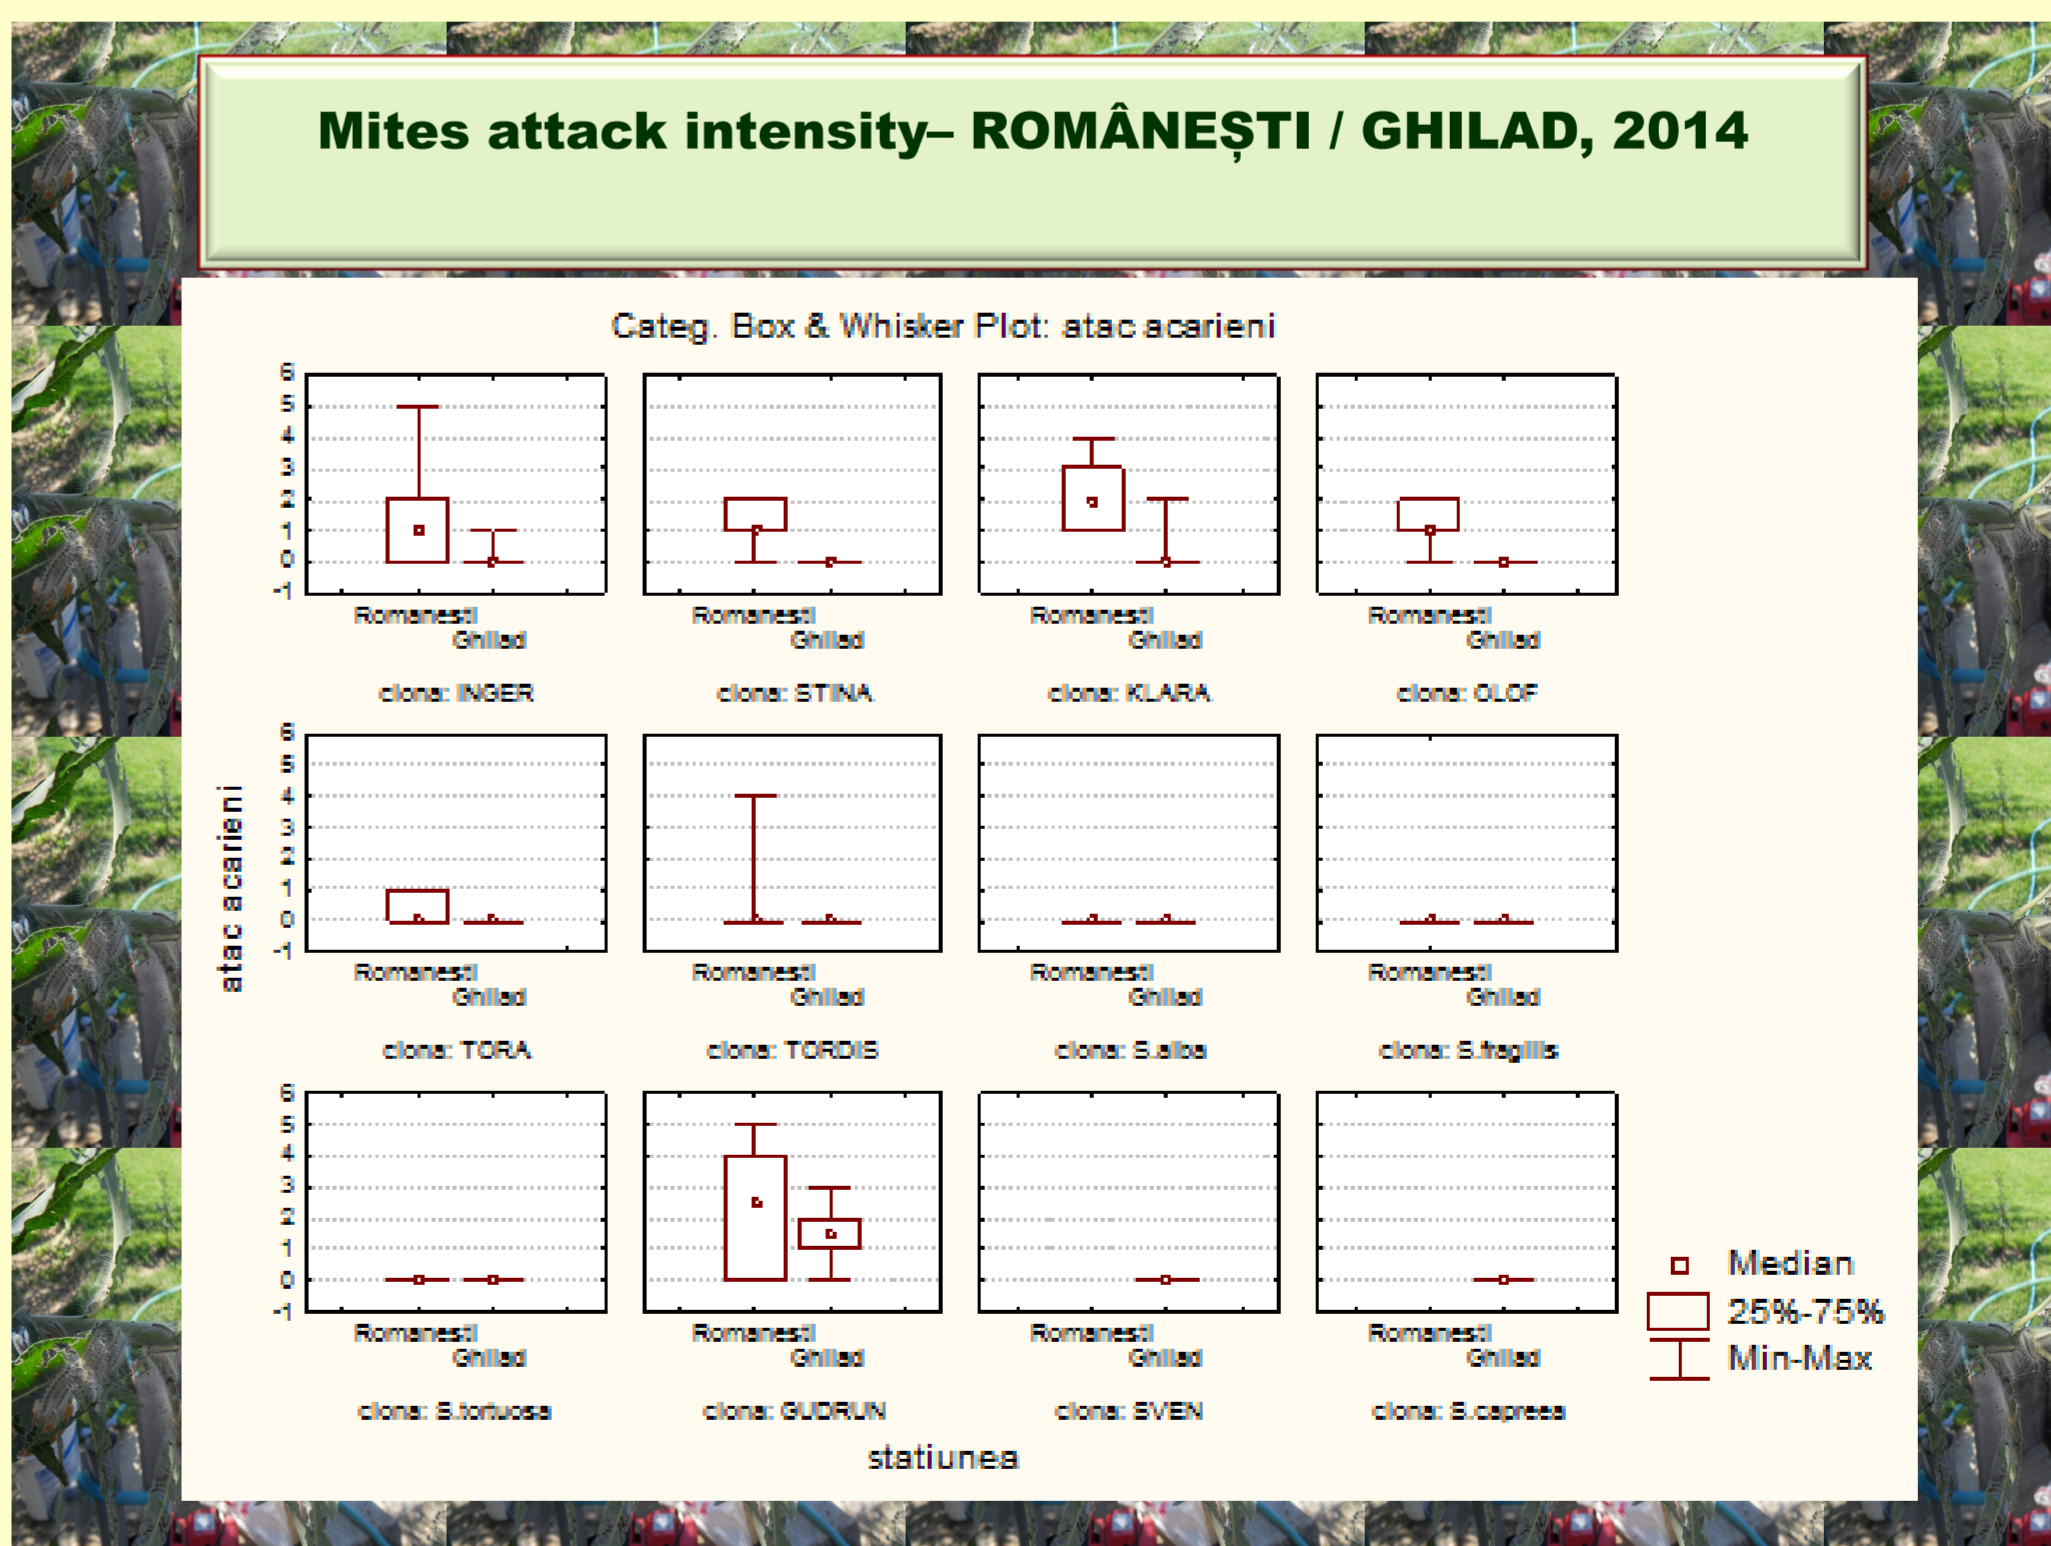 Mites attack intensity– ROMÂNEȘTI / GHILAD, 2014
Categ. Box & Whisker Plot: atac acarieni
atac acarieni
6
5
4
3
2
1
0
-1
Romanesti
Ghilad
clona: INGER
Romanesti
Ghilad
clona: STINA
Romanesti
Ghilad
clona: KLARA
Romanesti
Ghilad
clona: OLOF
6
5
4
3
2
1
0
-1
Romanesti
Ghilad
clona: TORA
Romanesti
Ghilad
clona: TORDIS
Romanesti
Ghilad
clona: S.alba
Romanesti
Ghilad
clona: S.fragilis
6
5
4
3
2
1
0
-1
Romanesti
Ghilad
clona: S.tortuosa
Romanesti
Ghilad
clona: GUDRUN
Romanesti
Ghilad
clona: SVEN
Romanesti
Ghilad
clona: S.capreea
statiunea
Median
25%-75%
Min-Max